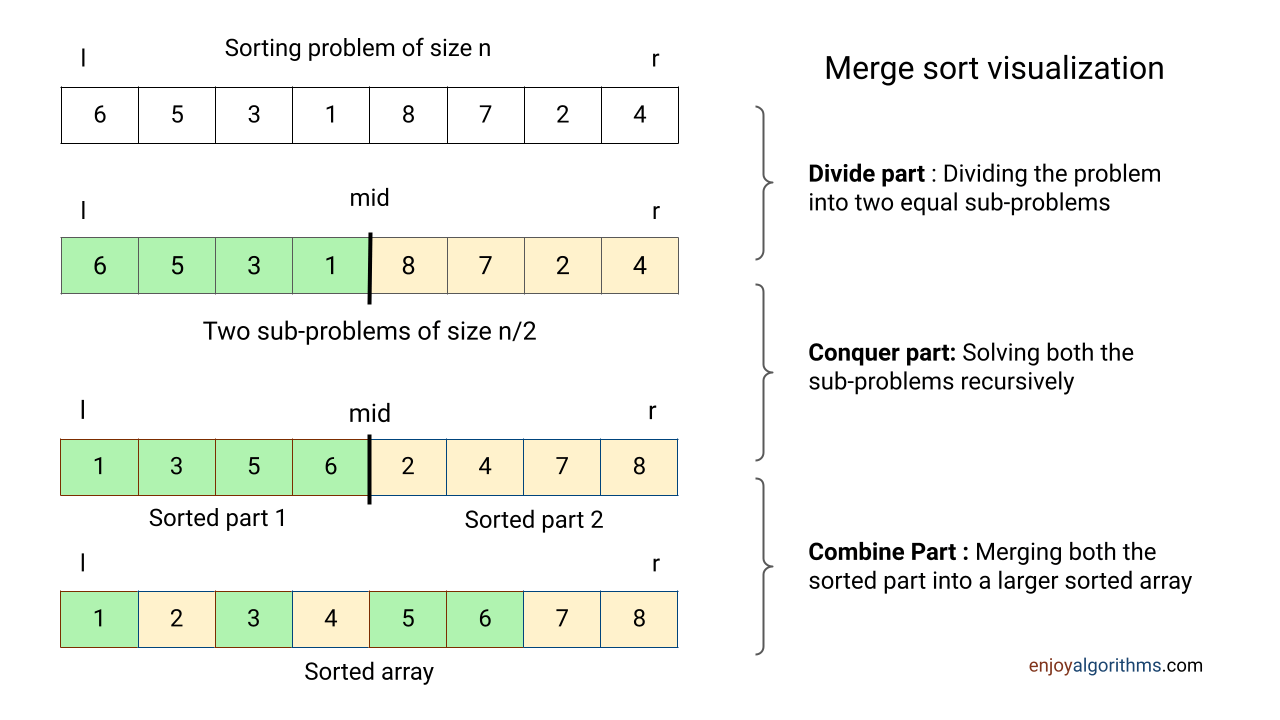 Sorting problem of size n
l r
6 5 3 1 8 7 2 4
mid
l r
6 5 3 1 8 7 2 4
Two sub-problems of size n/2
l mid r
1 3 5 6 2 4 7 8
Sorted part 1 Sorted part 2
l r
1 2 3 4 5 6 7 8
Sorted array
Merge sort visualization
Divide part : Dividing the problem
into two equal sub-problems
Conquer part: Solving both the
sub-problems recursively
Combine Part : Merging both the
sorted part into a larger sorted array
enjoyalgorithms.com